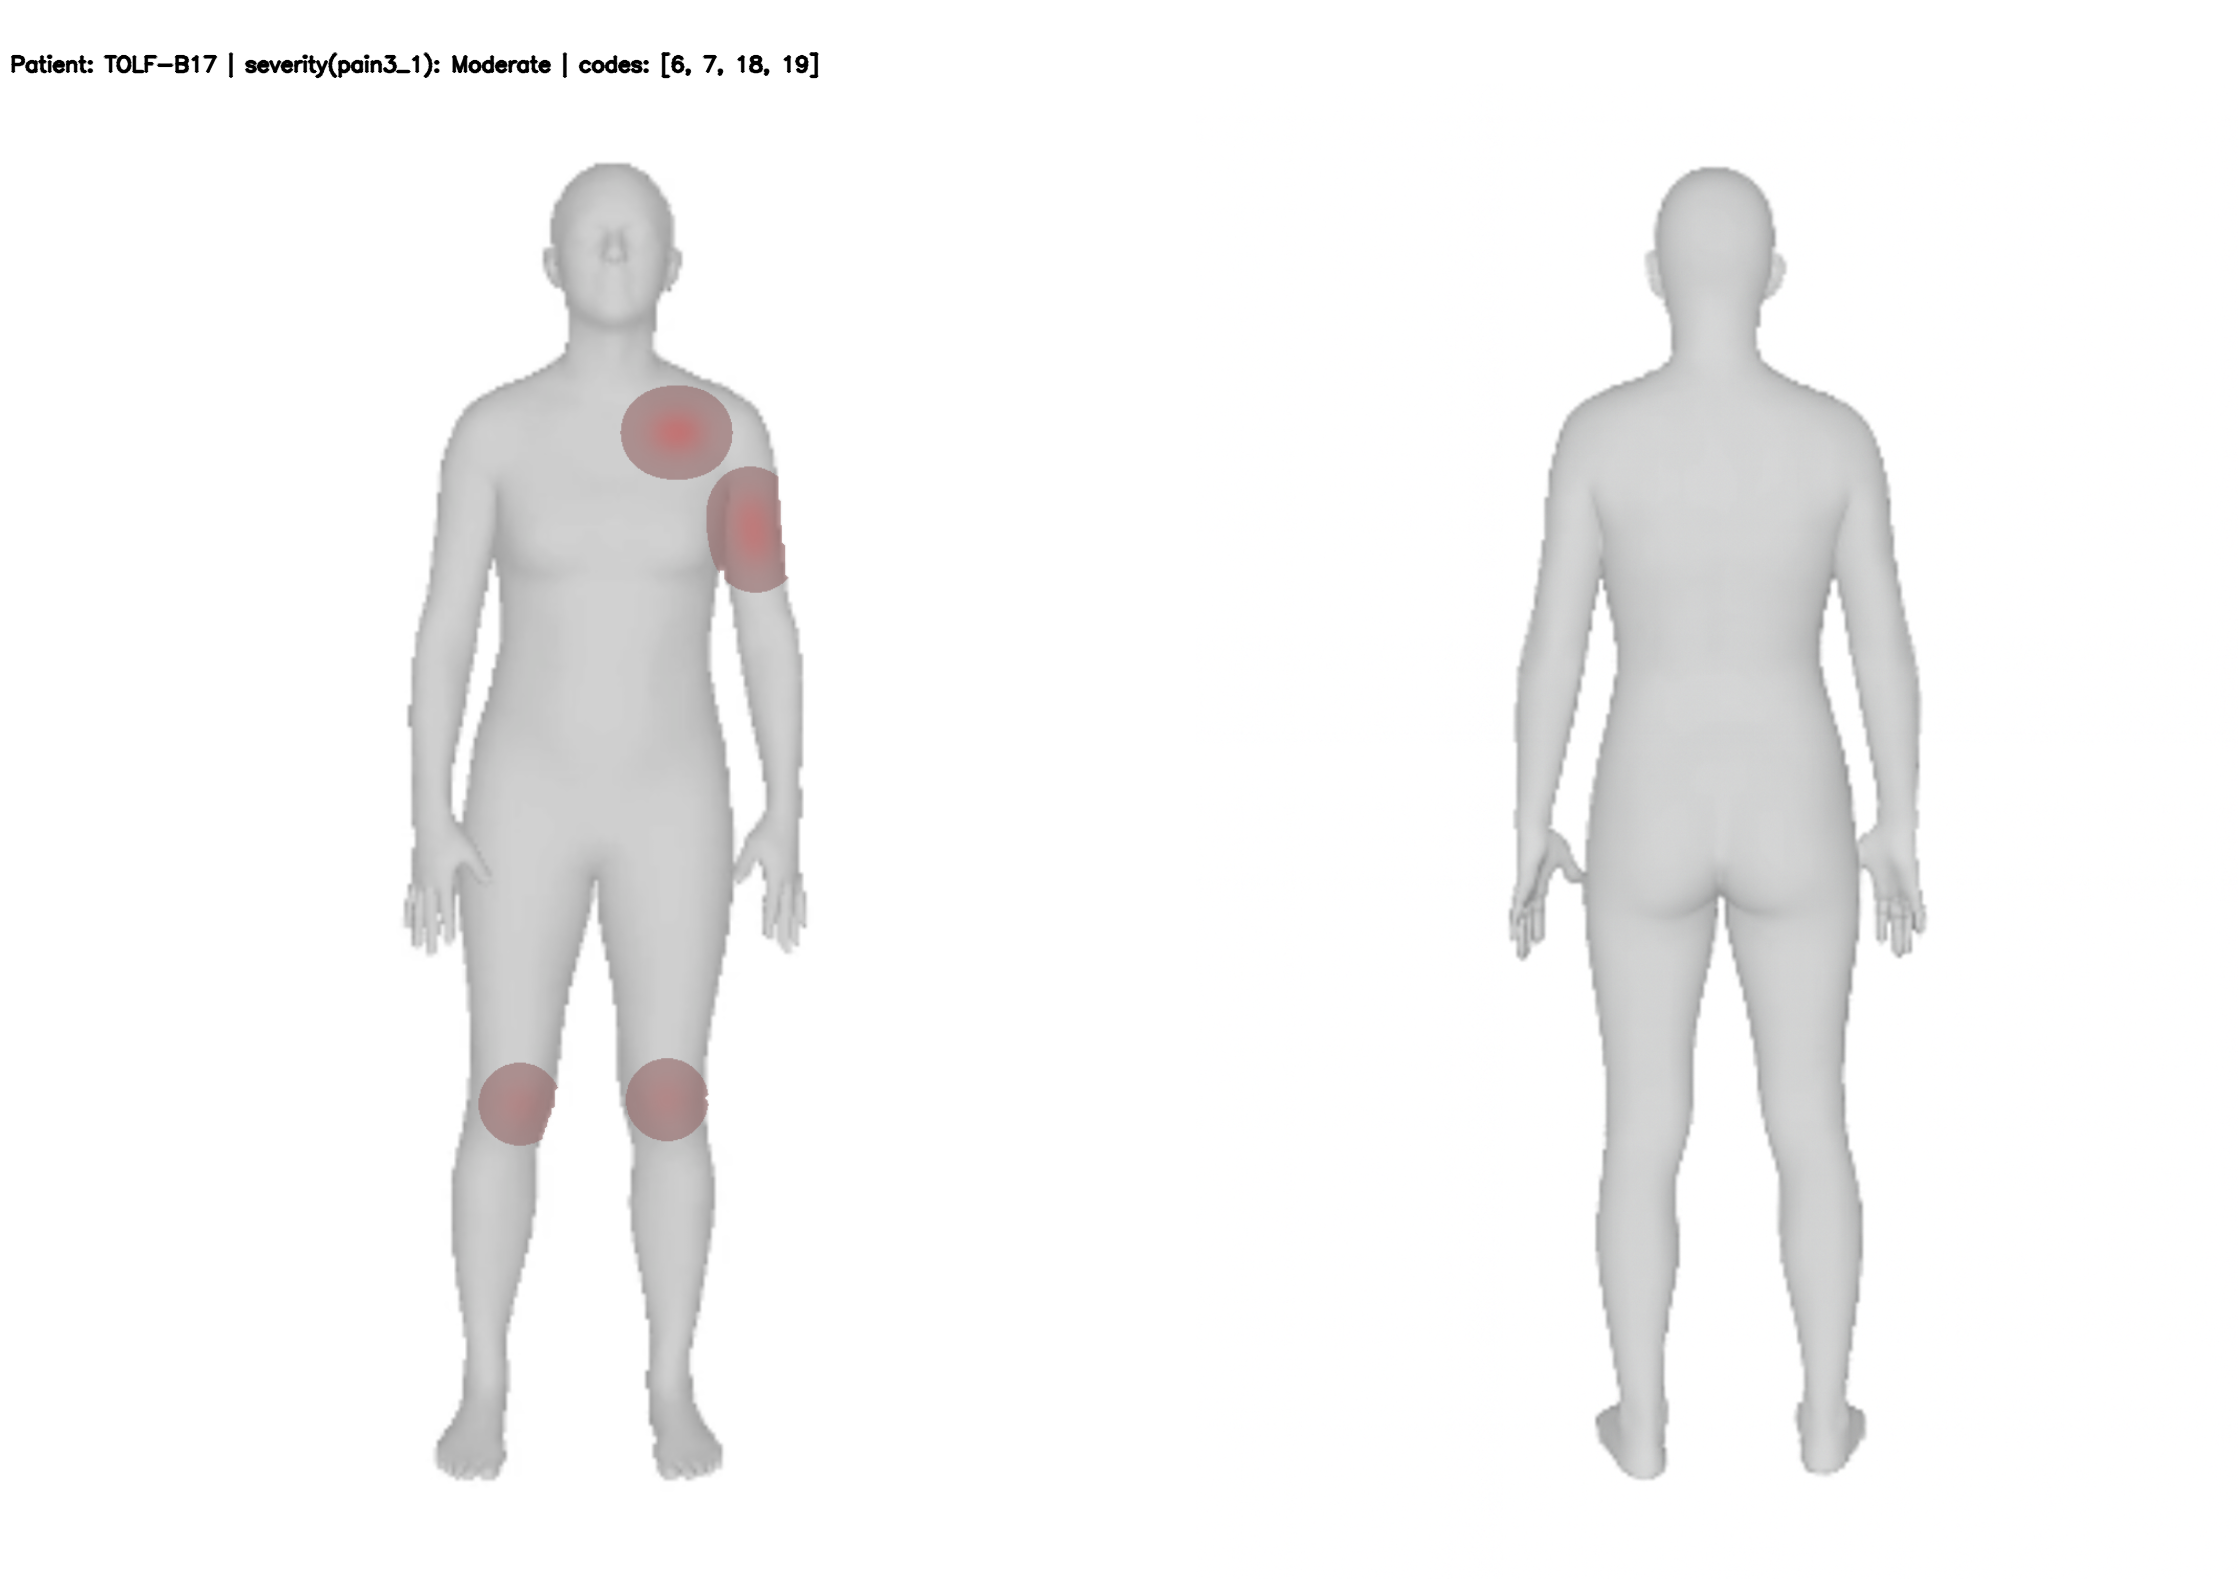 Patient: TOLF-B17 | severity(pain3_1): Moderate | codes: [6, 7, 18, 19]